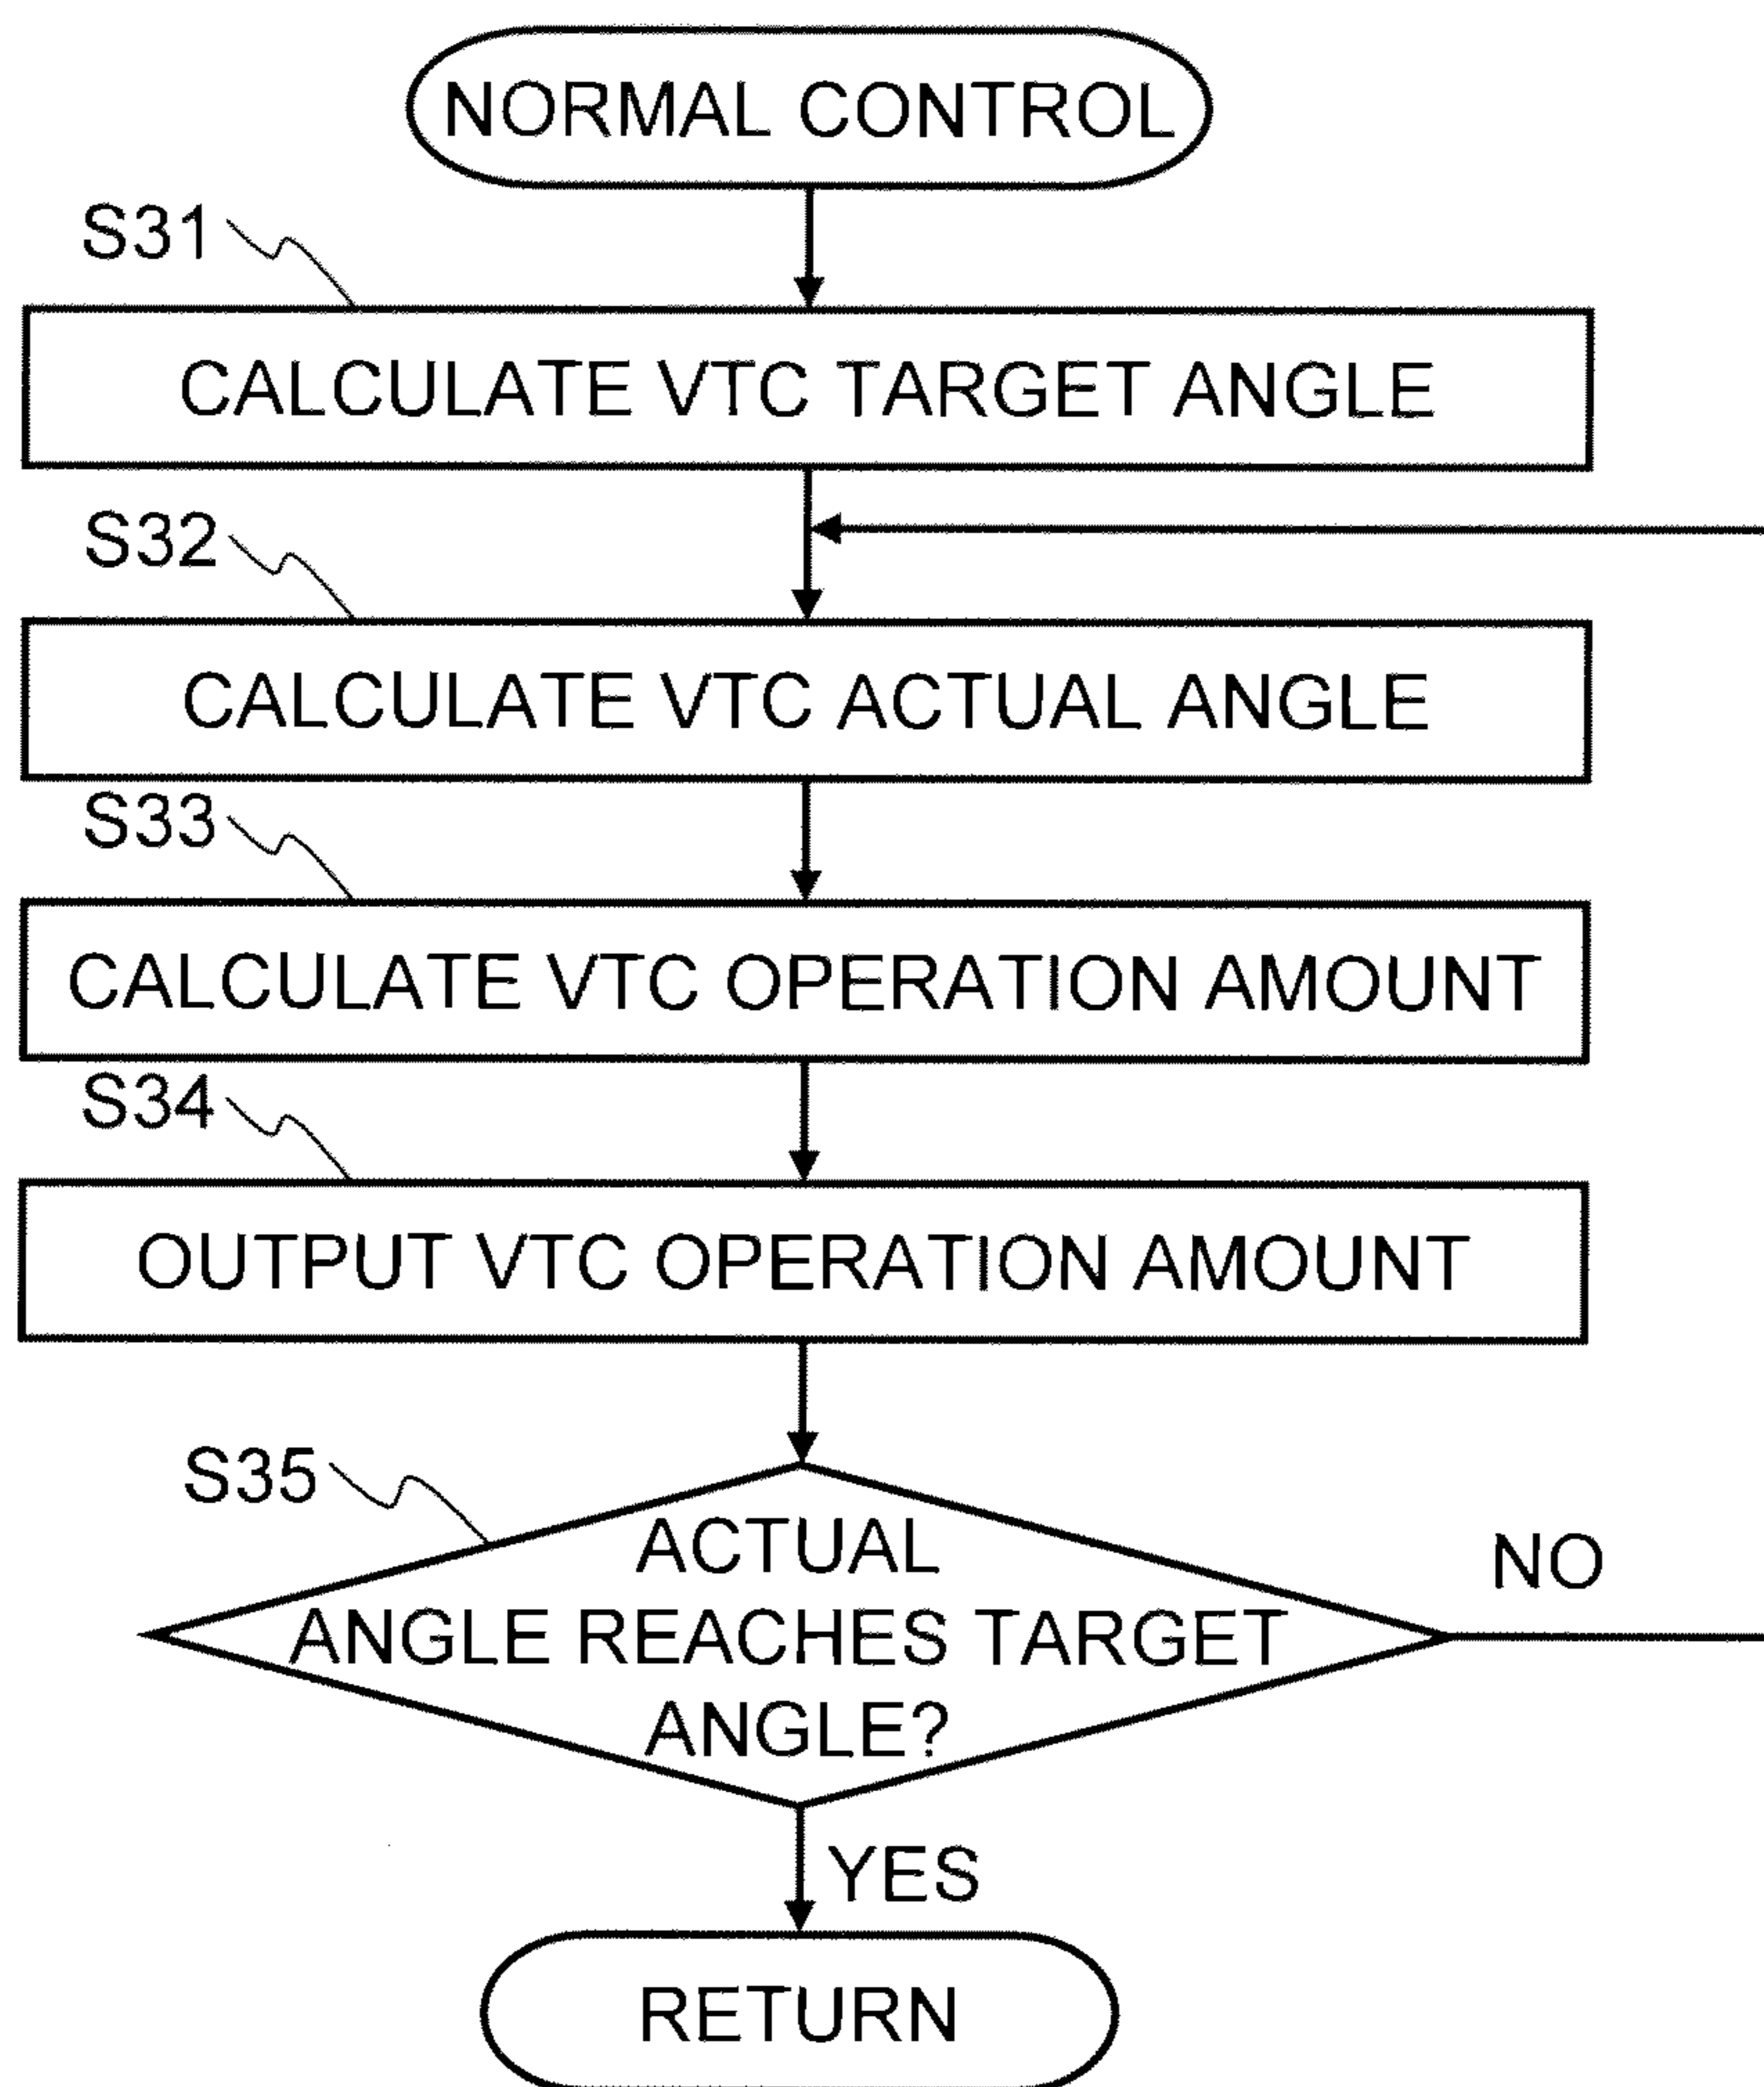 NORMAL CONTROL
S31
CALCULATE VTC TARGET ANGLE
S32
CALCULATE VTC ACTUAL ANGLE
S33
CALCULATE VTC OPERATION AMOUNT
S34
OUTPUT VTC OPERATION AMOUNT
S35
ACTUAL
ANGLE REACHES TARGET
ANGLE?
NO
YES
RETURN